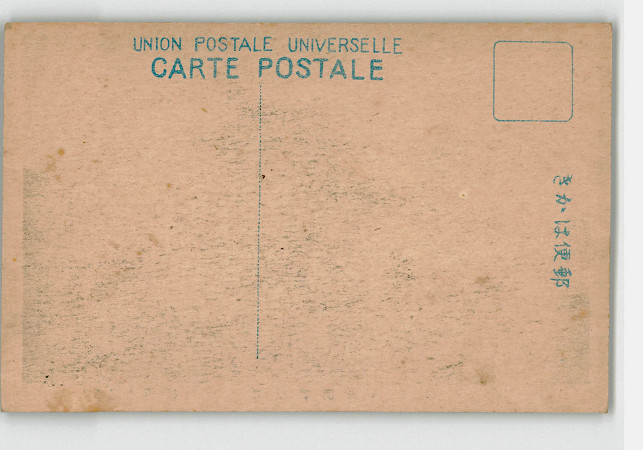 UNION POSTALE UNIVERSELLE
CARTE POSTALE
きかは便郵